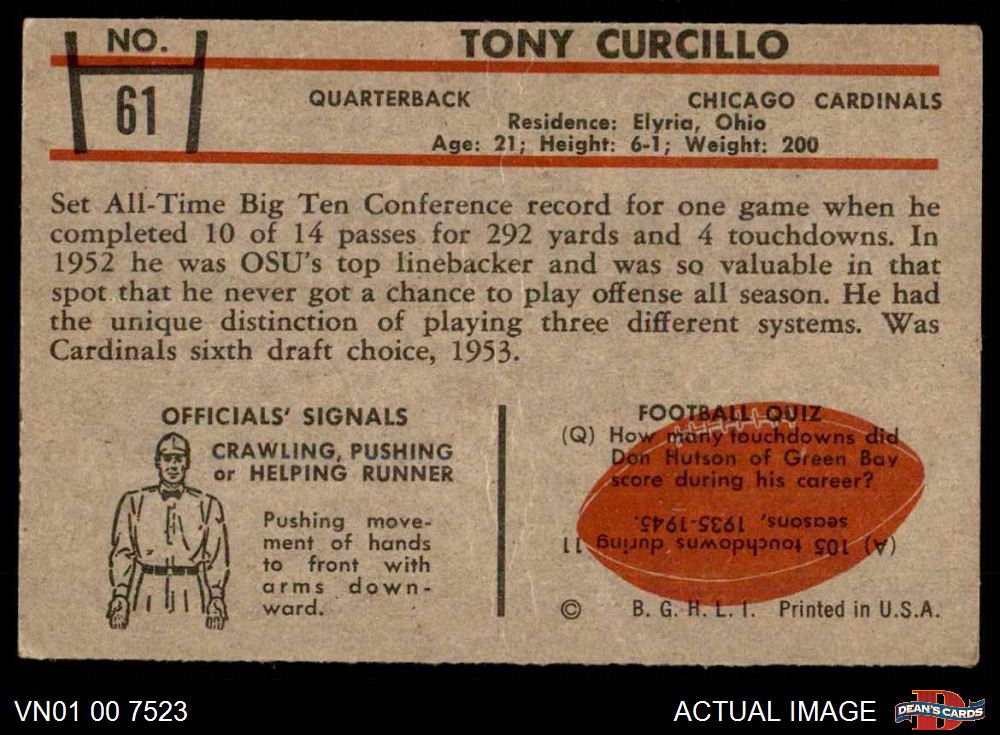 NO.
61
TONY CURCILLO
QUARTERBACK CHICAGO CARDINALS
Residence: Elyria, Ohio
Age: 21; Height: 6-1; Weight: 200
Set All-Time Big Ten Conference record for one game when he
completed 10 of 14 passes for 292 yards and 4 touchdowns. In
1952 he was OSU's top linebacker and was so valuable in that
spot that he never got a chance to play offense all season. He had
the unique distinction of playing three different systems. Was
Cardinals sixth draft choice, 1953.
OFFICIALS' SIGNALS
CRAWLING, PUSHING
or HELPING RUNNER
Pushing move-
ment of hands
to front with
arms down-
ward.
FOOTBALL QUIZ
(Q) How many touchdowns did
Don Hutson of Green Bay
score during his career?
(A) 105 touchdowns during 11
seasons, 1935-1945.
© B. G. H. L. I. Printed in U.S.A.
VN01 00 7523
ACTUAL IMAGE
D
DEAN'S CARDS